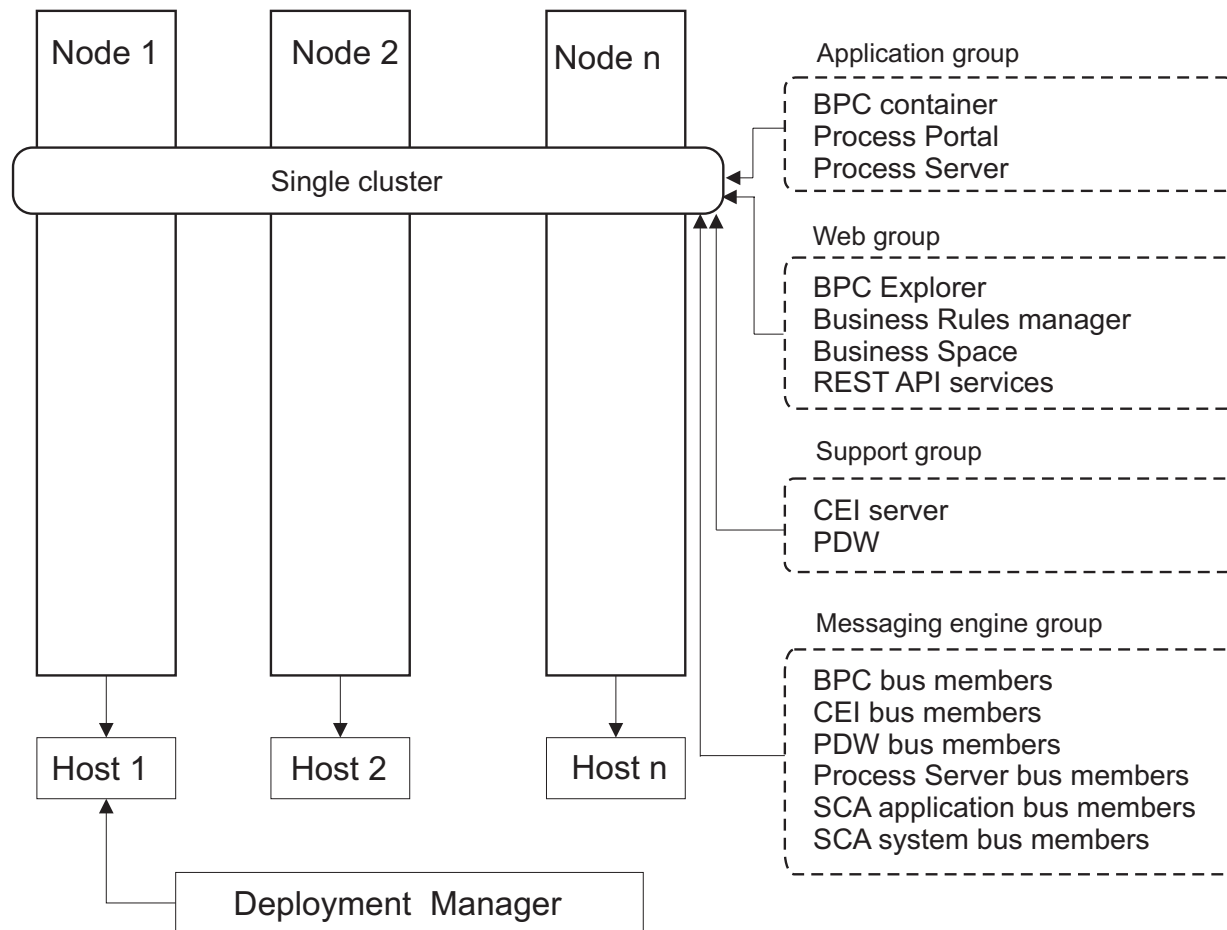 Node 1
Node 2
Node n
Single cluster
Host 1
Host 2
Host n
Deployment Manager
Application group
BPC container
Process Portal
Process Server
Web group
BPC Explorer
Business Rules manager
Business Space
REST API services
Support group
CEI server
PDW
Messaging engine group
BPC bus members
CEI bus members
PDW bus members
Process Server bus members
SCA application bus members
SCA system bus members